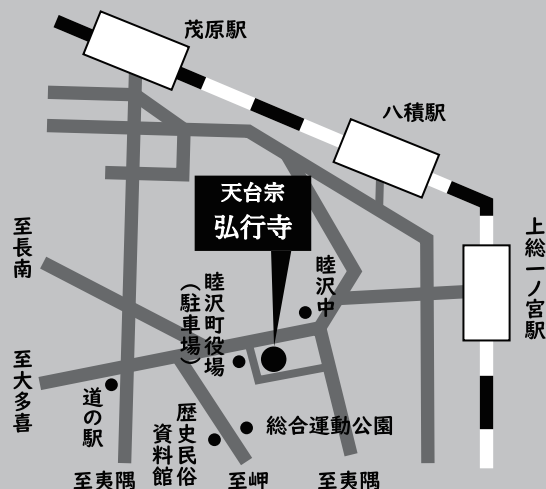 茂原駅
八積駅
天台宗
弘行寺
上総一ノ宮駅
至長南
睦沢中
睦沢町役場
（駐車場）
至大多喜
道の駅
歴史民俗
資料館
総合運動公園
至夷隅
至岬
至夷隅